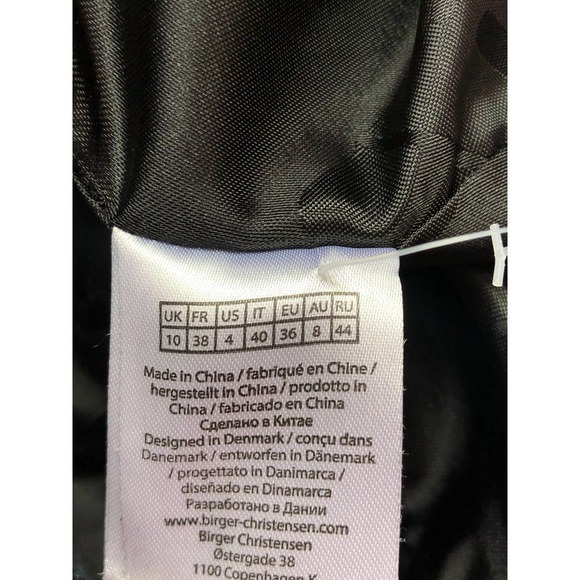 UK FR US IT EU AU RU
10 38 4 40 36 8 44
Made in China / fabriqué en Chine /
hergestellt in China / prodotto in
China / fabricado en China
Сделано в Китае
Designed in Denmark / conçu dans
Danemark / entworfen in Dänemark
/ progettato in Danimarca /
diseñado en Dinamarca
Разработано в Дании
www.birger-christensen.com
Birger Christensen
Østergade 38
1100 Copenhagen K